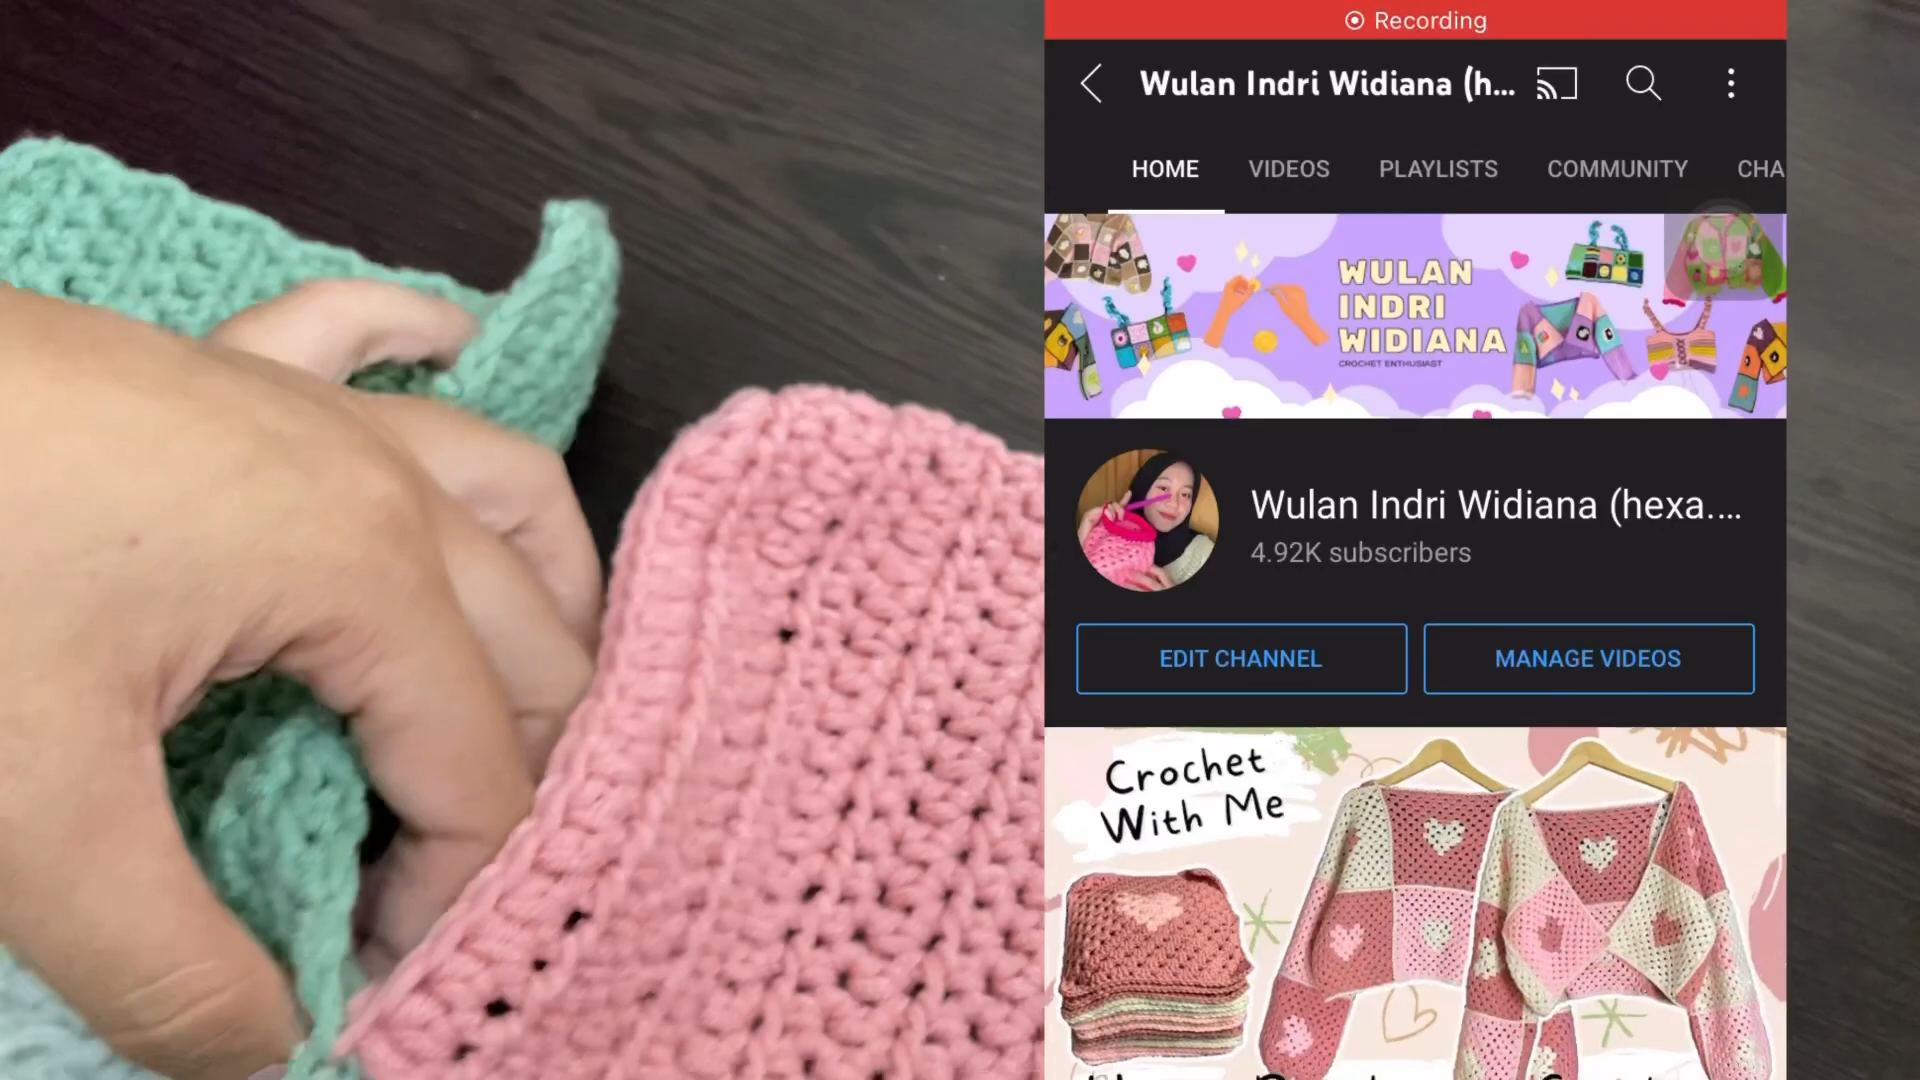 Recording
Wulan Indri Widiana (h...
HOME VIDEOS PLAYLISTS COMMUNITY CHA
WULAN
INDRI
WIDIANA
CROCHET ENTHUSIAST
Wulan Indri Widiana (hexa....
4.92K subscribers
EDIT CHANNEL MANAGE VIDEOS
Crochet
With Me